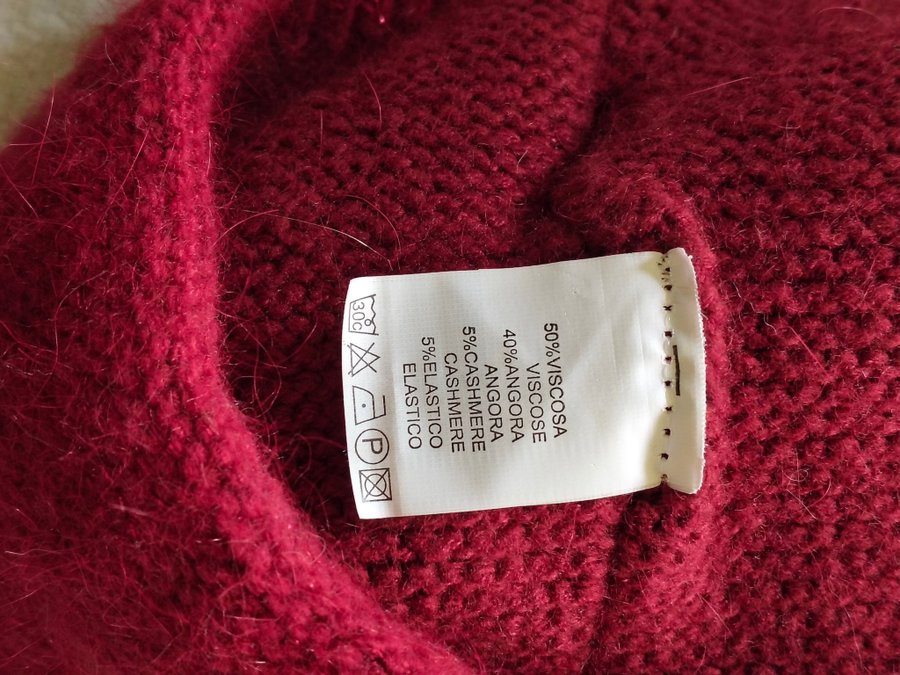 50%VISCOSA
VISCOSE
40%ANGORA
ANGORA
5%CASHMERE
CASHMERE
5%ELASTICO
ELASTICO
30c
P